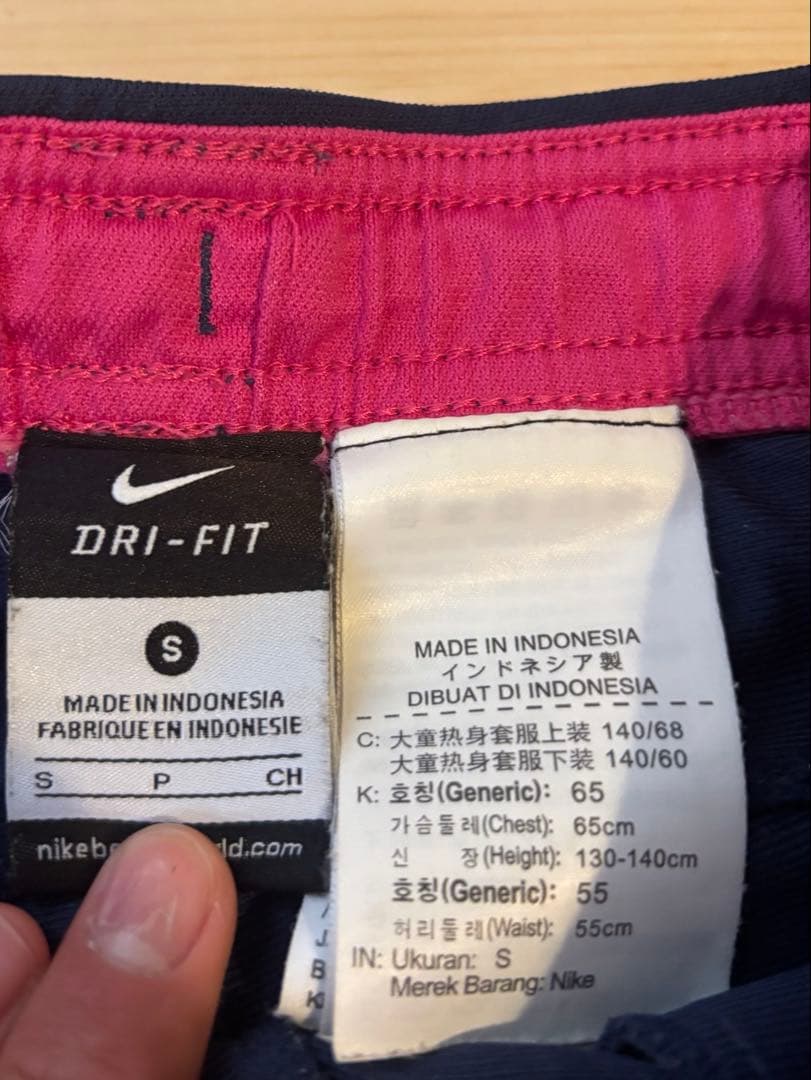 DRI-FIT
S
MADE IN INDONESIA
FABRIQUE EN INDONESIE
S P CH
MADE IN INDONESIA
インドネシア製
DIBUAT DI INDONESIA
C: 大童热身套服上装 140/68
大童热身套服下装 140/60
K: 호칭(Generic): 65
가슴둘레(Chest): 65cm
신 장(Height): 130-140cm
호칭(Generic): 55
허리둘레(Waist): 55cm
IN: Ukuran: S
Merek Barang: Nike
J
B
K